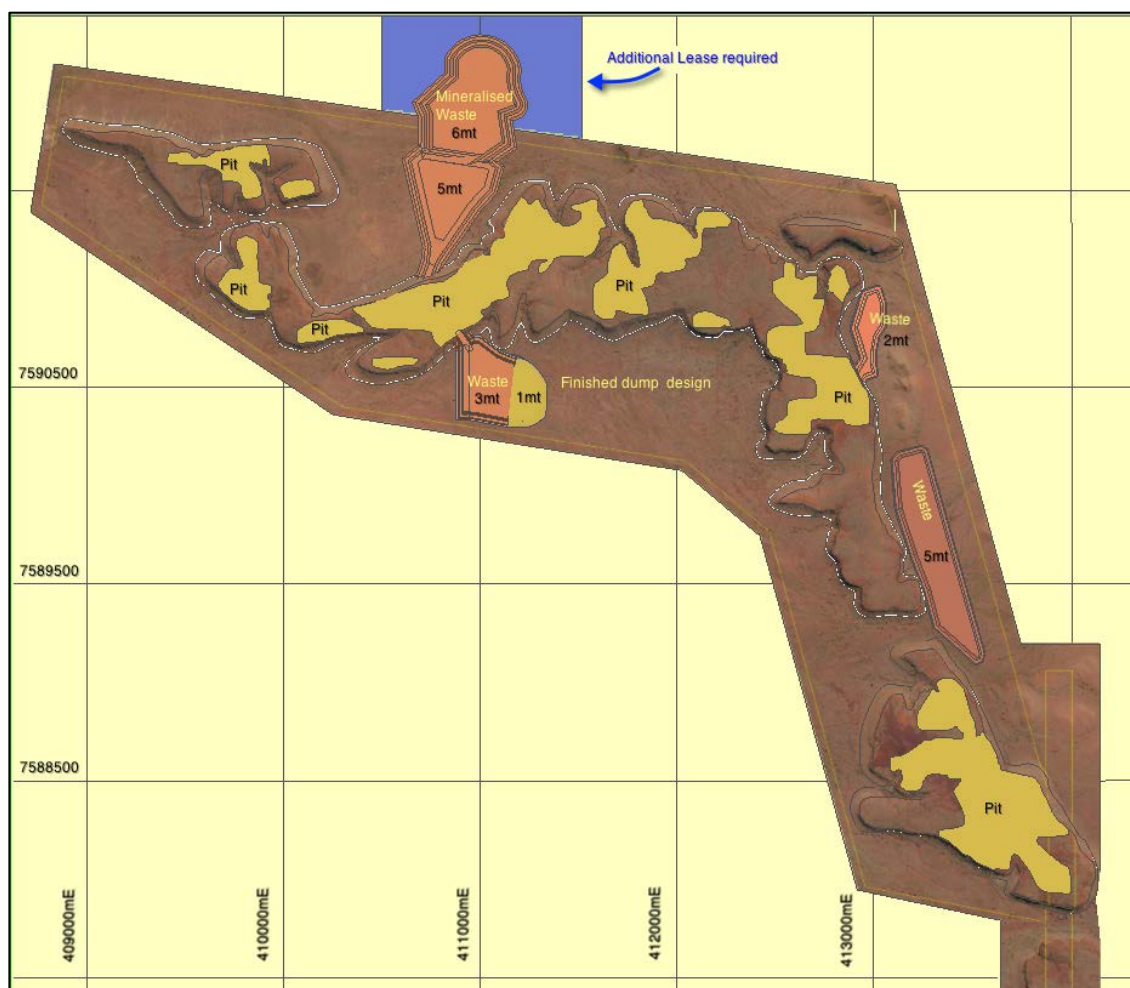 Additional Lease required
Mineralised
Waste
6mt
Pit
5mt
Pit
Pit
Pit
Pit
Waste
2mt
7590500
Waste
3mt
1mt
Finished dump design
Pit
Waste
5mt
7589500
7588500
Pit
409000mE
410000mE
411000mE
412000mE
413000mE